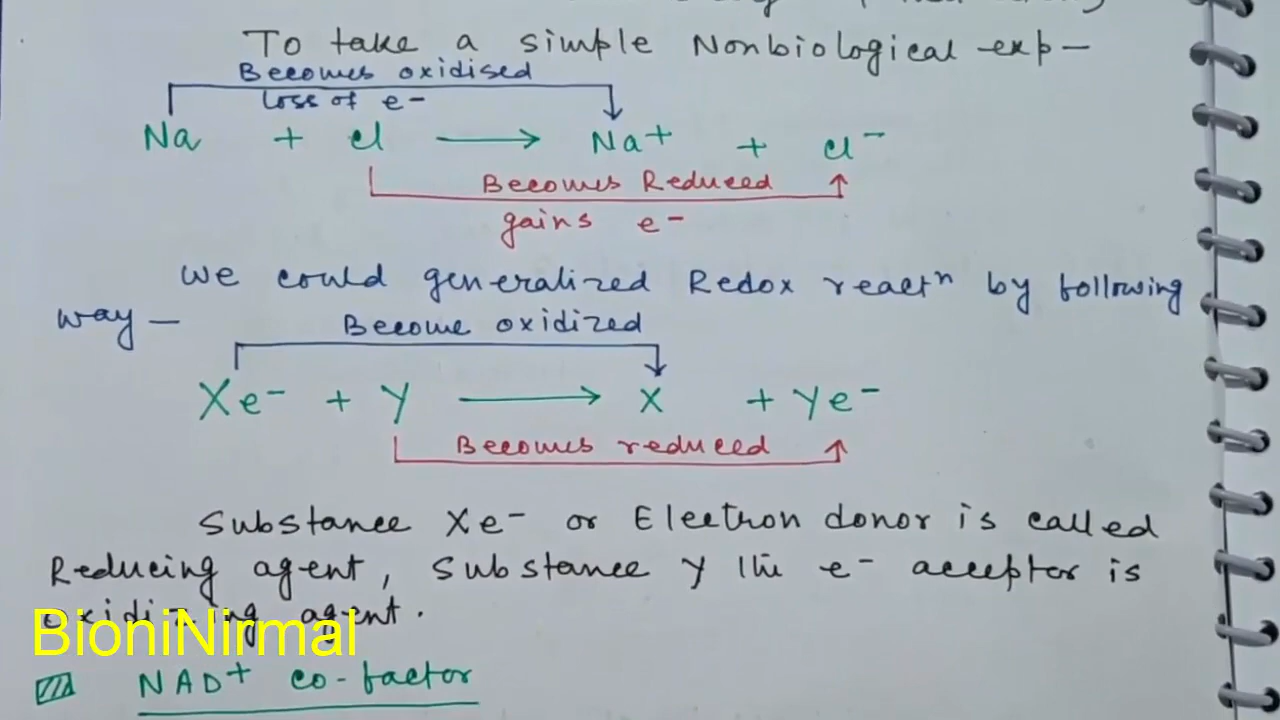 To take a simple Nonbiological exp-
Becomes oxidised
loss of e-
Na + Cl → Na+ + Cl-
Becomes Reduced
gains e-
We could generalized Redox reactn by following
way -
Become oxidized
Xe- + Y → X + Ye-
Becomes reduced
Substance Xe- or Electron donor is called
Reducing agent, Substance Y the e- acceptor is
oxidizing agent.
BioniNirmal
NAD+ co-factor